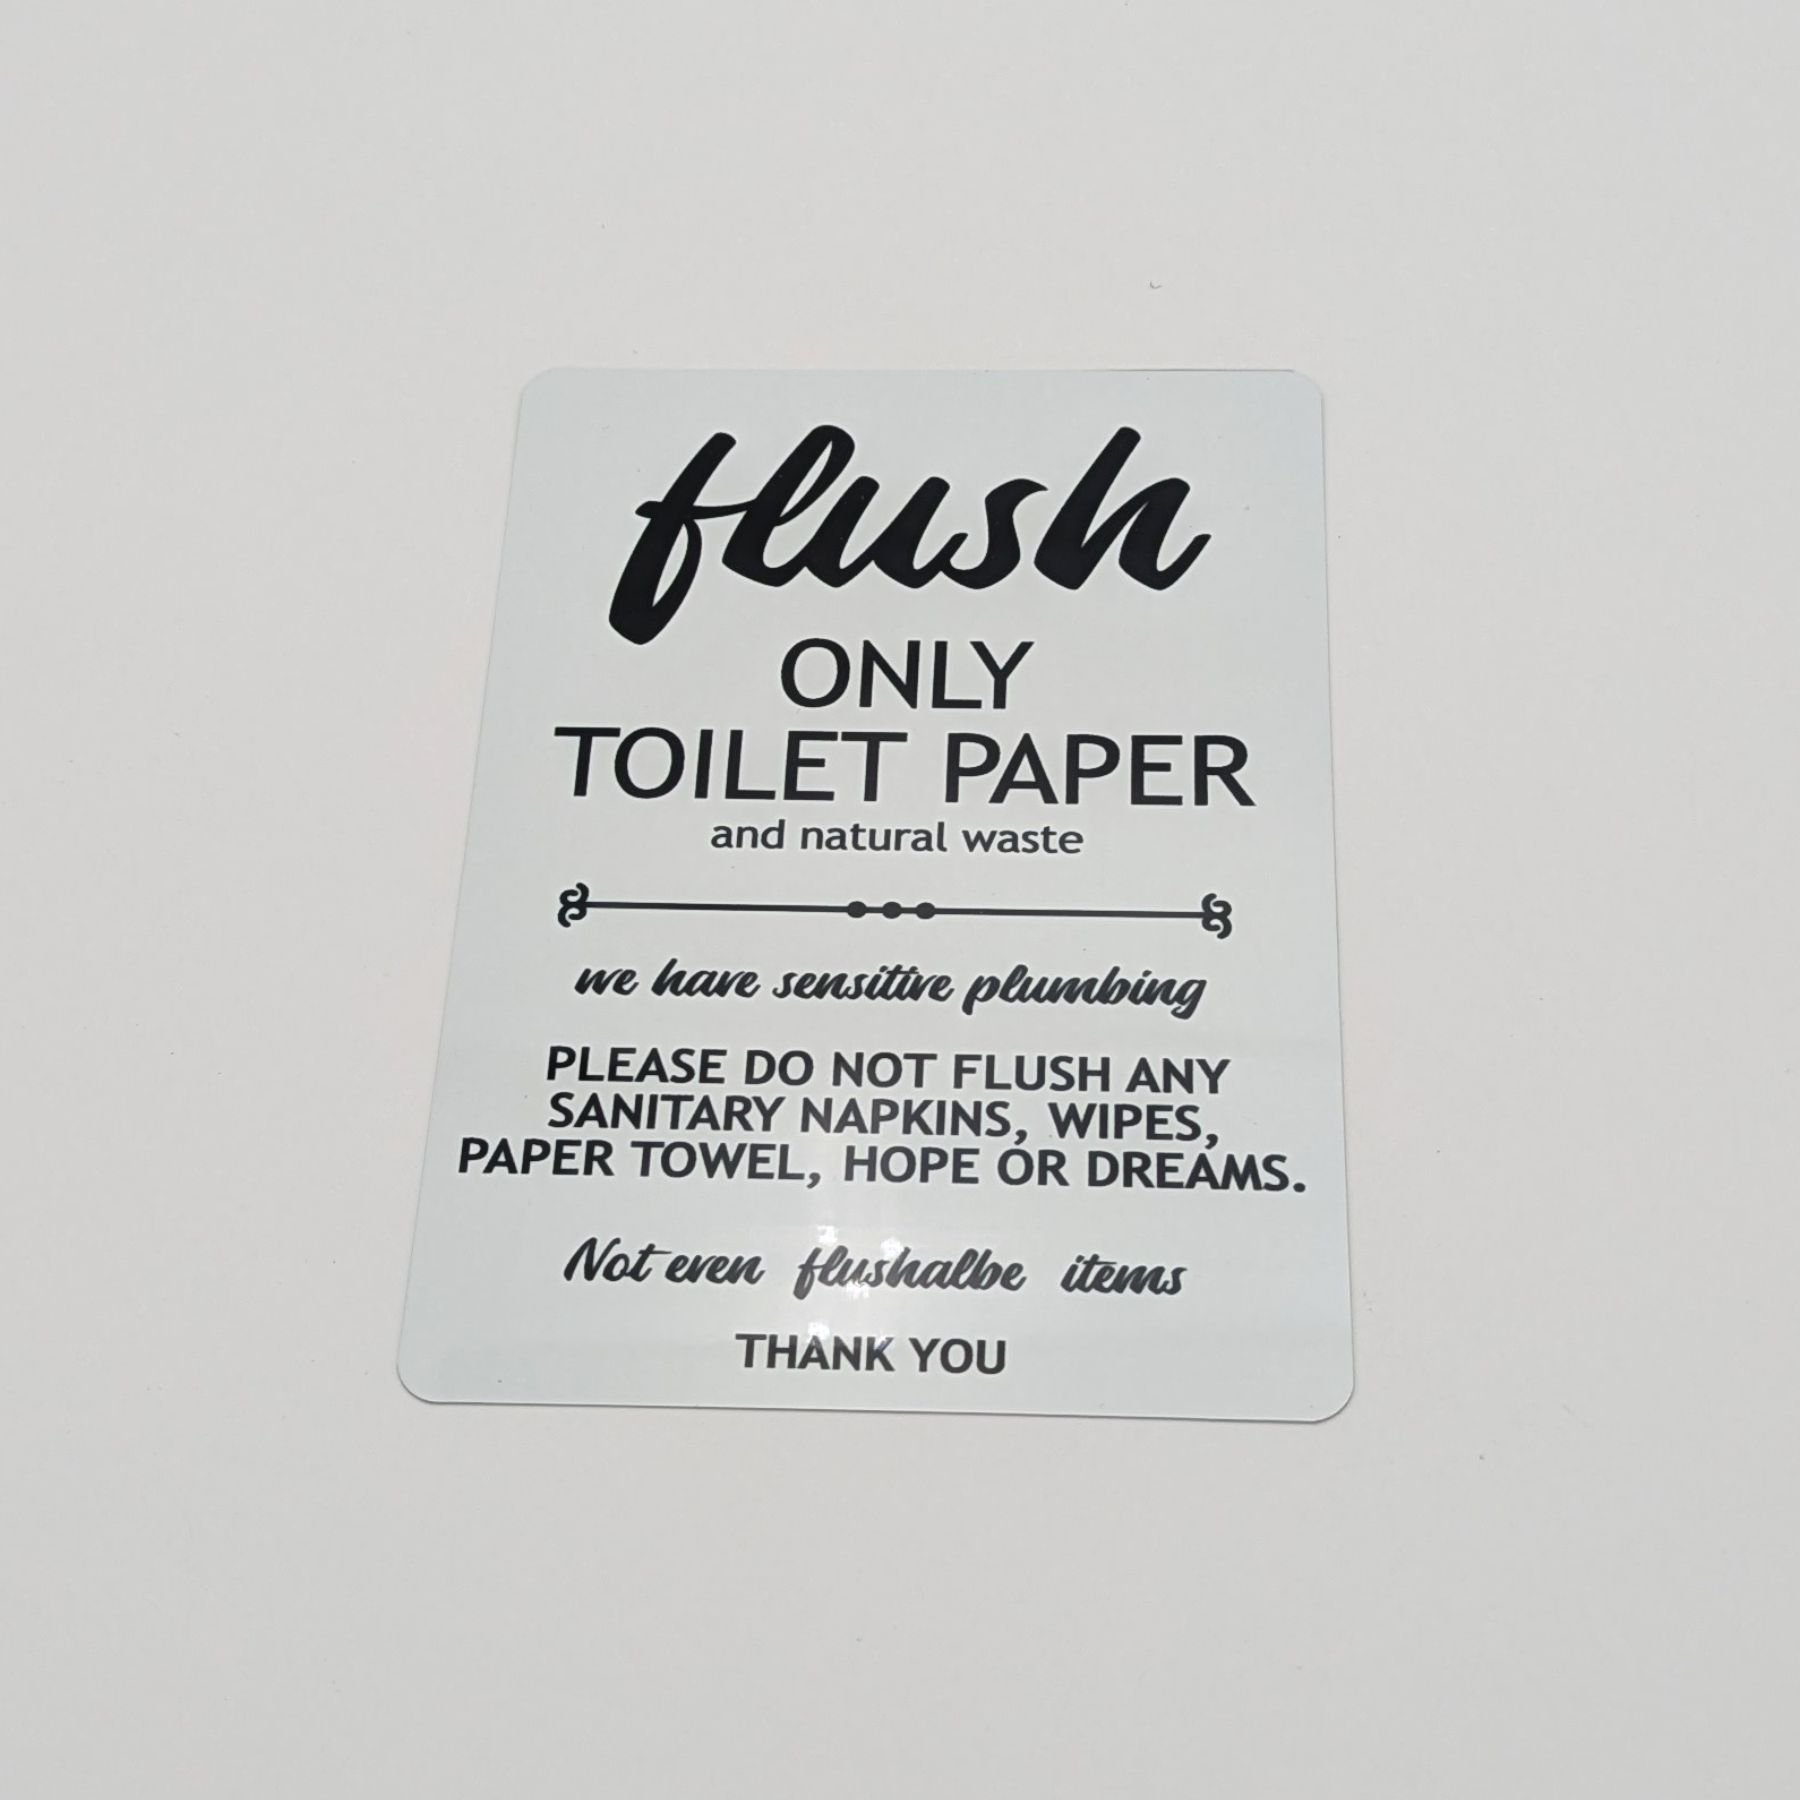 flush
ONLY
TOILET PAPER
and natural waste
we have sensitive plumbing
PLEASE DO NOT FLUSH ANY
SANITARY NAPKINS, WIPES,
PAPER TOWEL, HOPE OR DREAMS.
Not even flushalbe items
THANK YOU